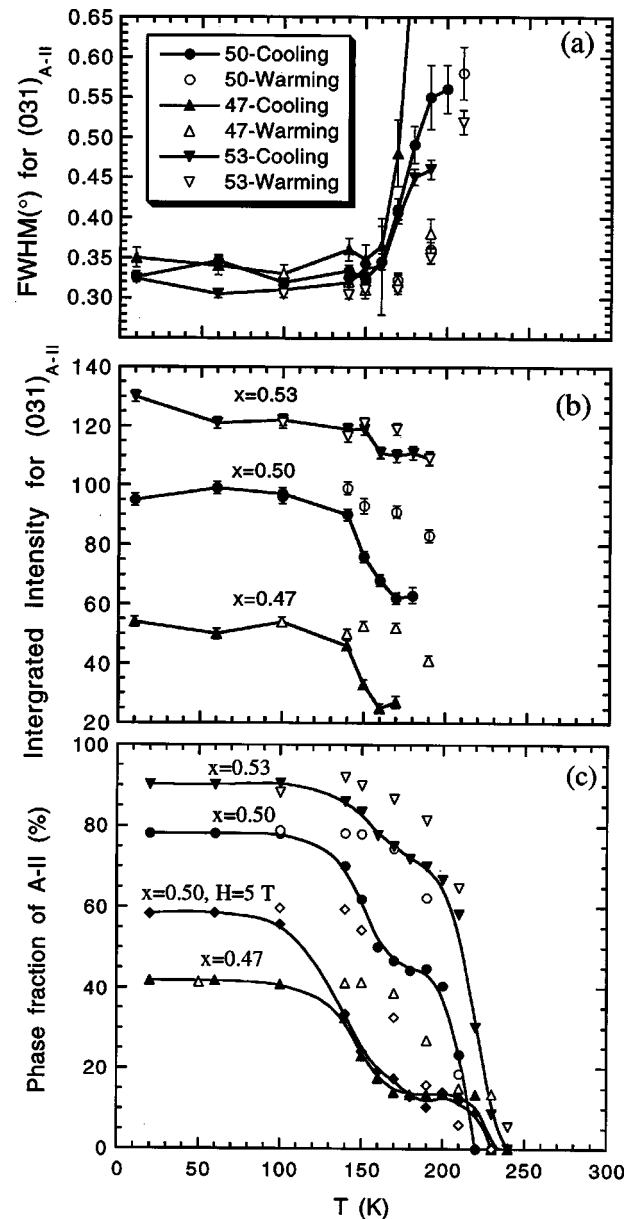 (a)
FWHM(°) for (031)A-II
0.65
0.60
0.55
0.50
0.45
0.40
0.35
0.30
50-Cooling
50-Warming
47-Cooling
47-Warming
53-Cooling
53-Warming
(b)
Intergrated Intensity for (031)A-II
140
120
100
80
60
40
20
x=0.53
x=0.50
x=0.47
(c)
Phase fraction of A-II (%)
100
80
60
40
20
0
x=0.53
x=0.50
x=0.50, H=5 T
x=0.47
0 50 100 150 200 250 300
T (K)